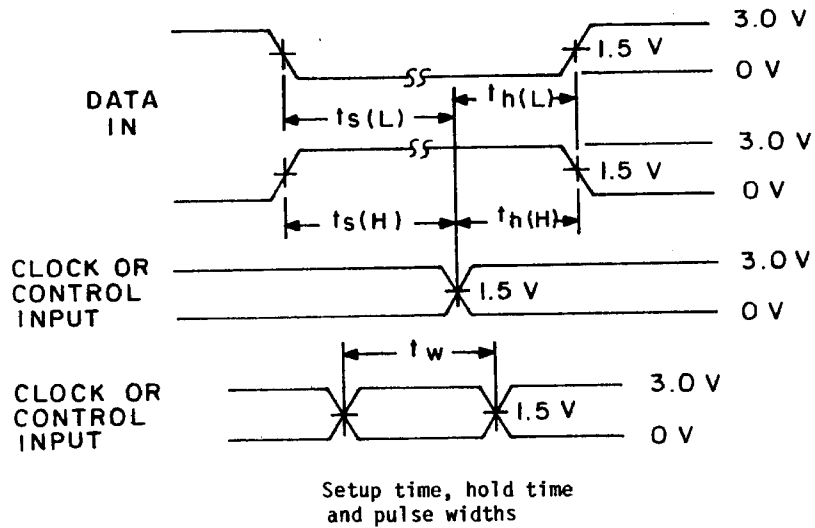 3.0 V
1.5 V
0 V
DATA
IN
ts(L)
th(L)
3.0 V
1.5 V
0 V
ts(H)
th(H)
CLOCK OR
CONTROL
INPUT
3.0 V
1.5 V
0 V
tw
CLOCK OR
CONTROL
INPUT
3.0 V
1.5 V
0 V
Setup time, hold time
and pulse widths